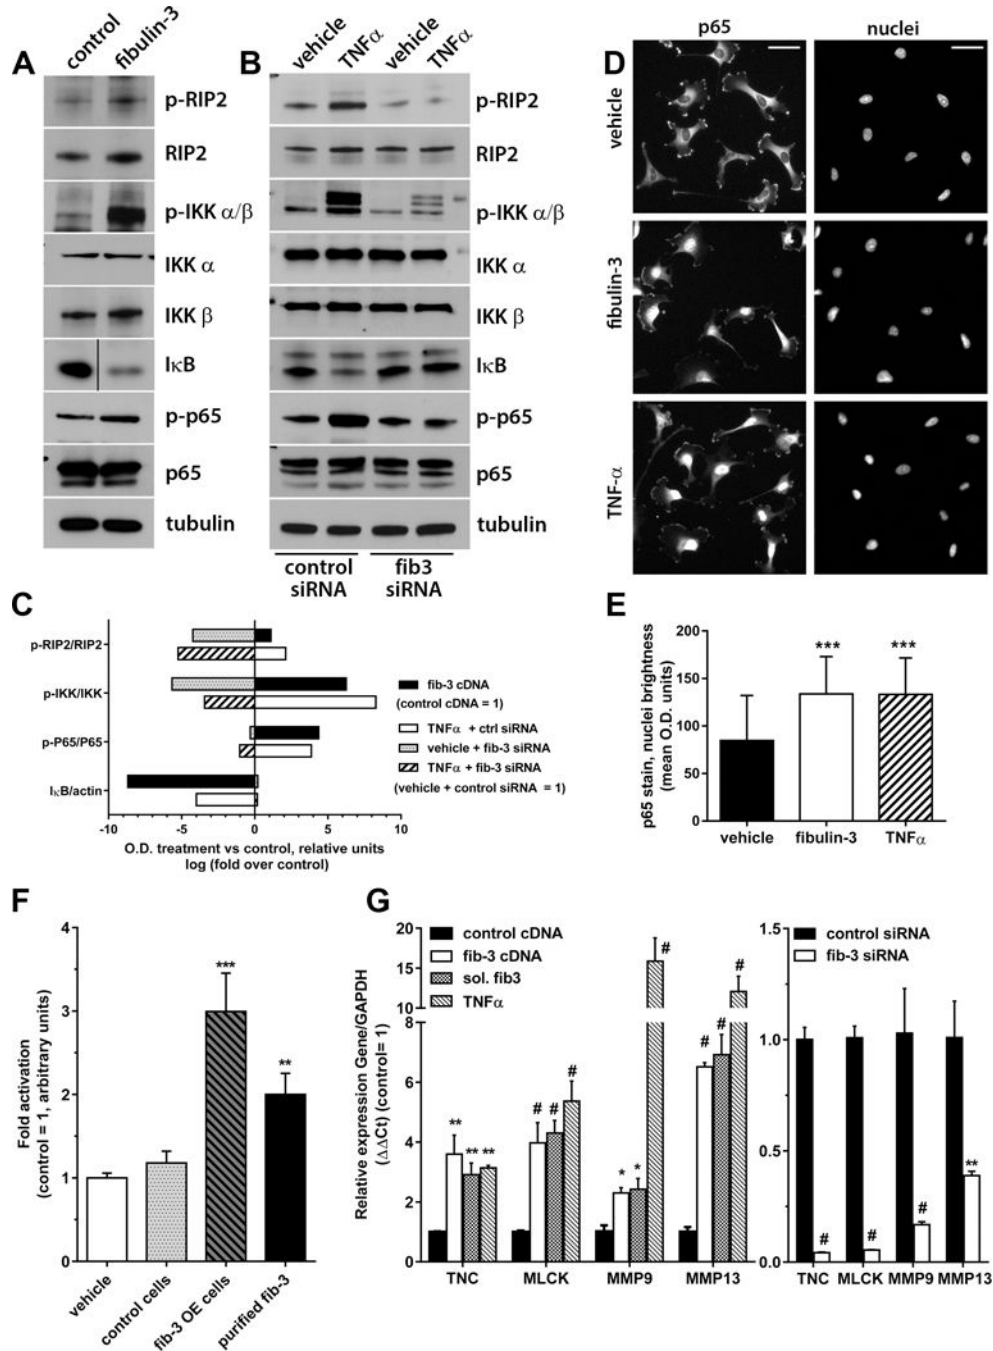 A
control
fibulin-3
p-RIP2
RIP2
p-IKK α/β
IKK α
IKK β
IκB
p-p65
p65
tubulin
B
vehicle
TNFα
vehicle
TNFα
p-RIP2
RIP2
p-IKK α/β
IKK α
IKK β
IκB
p-p65
p65
tubulin
control
siRNA
fib3
siRNA
D
p65
nuclei
vehicle
fibulin-3
TNF-α
C
p-RIP2/RIP2
p-IKK/IKK
p-P65/P65
IκB/actin
-10
-5
0
5
10
O.D. treatment vs control, relative units
log (fold over control)
fib-3 cDNA
(control cDNA = 1)
TNFα + ctrl siRNA
vehicle + fib-3 siRNA
TNFα + fib-3 siRNA
(vehicle + control siRNA = 1)
E
p65 stain, nuclei brightness
(mean O.D. units)
200
150
100
50
0
***
***
vehicle
fibulin-3
TNFα
F
Fold activation
(control = 1, arbitrary units)
4
3
2
1
0
***
**
vehicle
control cells
fib-3 OE cells
purified fib-3
G
Relative expression Gene/GAPDH
(ΔΔCt) (control= 1)
20
15
10
8
6
4
2
0
control cDNA
fib-3 cDNA
sol. fib3
TNFα
**
**
**
#
#
#
*
*
#
#
#
#
TNC
MLCK
MMP9
MMP13
1.5
1.0
0.5
0.0
control siRNA
fib-3 siRNA
#
#
#
**
TNC
MLCK
MMP9
MMP13